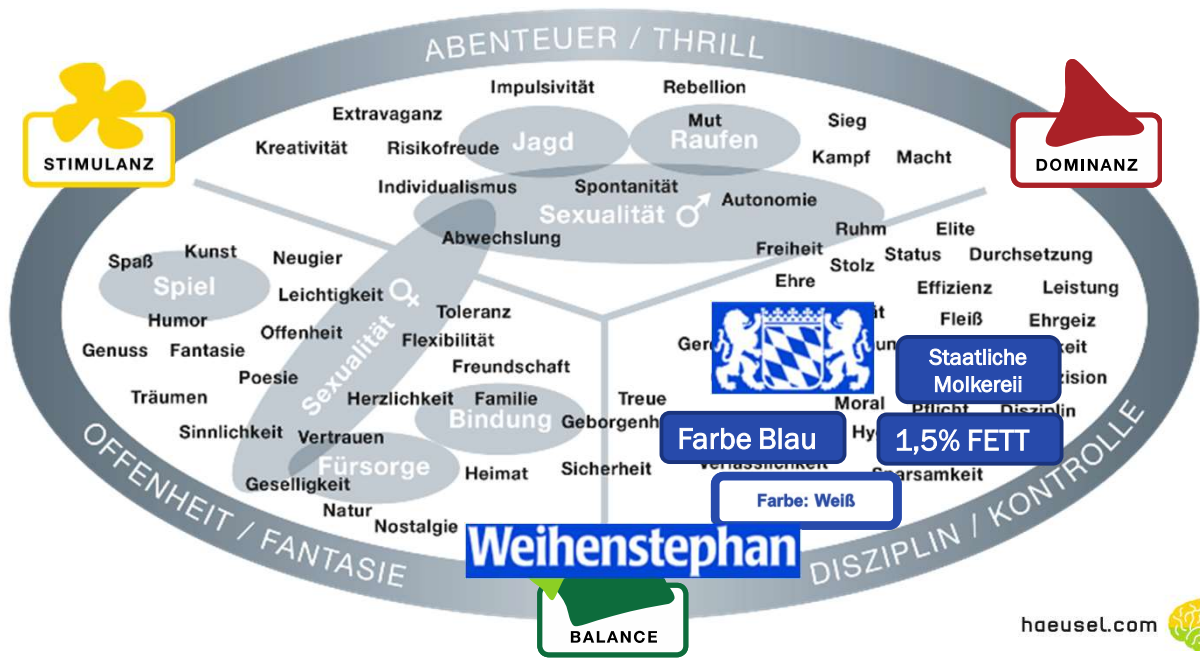 ABENTEUER / THRILL
Impulsivität
Rebellion
Extravaganz
Mut
Sieg
Jagd
Raufen
Kreativität
Risikofreude
Kampf
Macht
STIMULANZ
DOMINANZ
Individualismus
Spontanität
Autonomie
Sexualität ♂
Abwechslung
Ruhm
Elite
Freiheit
Stolz
Status
Durchsetzung
Ehre
Spaß
Kunst
Neugier
Spiel
Leichtigkeit
Effizienz
Leistung
Humor
Offenheit
Toleranz
Flexibilität
Fleiß
Ehrgeiz
Genuss
Fantasie
Sexualität ♀
Freundschaft
Poesie
Träumen
Herzlichkeit
Familie
Treue
Staatliche
Molkereii
Moral
Pflicht
Disziplin
Bindung
Sinnlichkeit
Vertrauen
Farbe Blau
1,5% FETT
Fürsorge
Heimat
Sicherheit
Verlässlichkeit
Sparsamkeit
Geselligkeit
Natur
Nostalgie
Farbe: Weiß
Weihenstephan
OFFENHEIT / FANTASIE
DISZIPLIN / KONTROLLE
BALANCE
haeusel.com